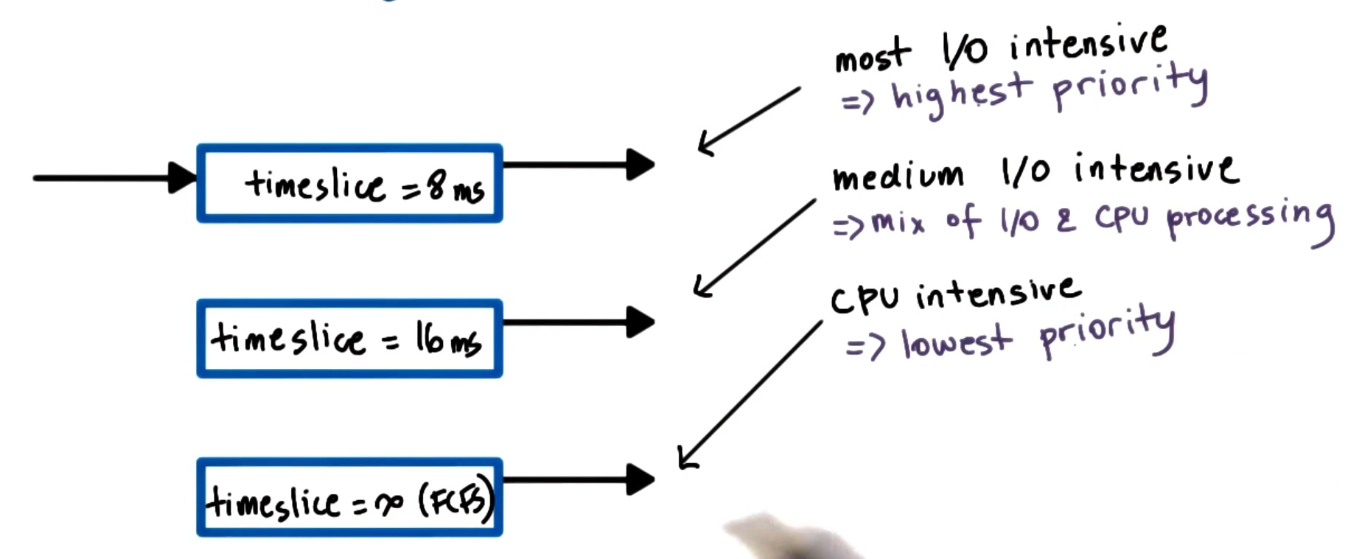 most I/O intensive
=> highest priority
timeslice = 8 ms
medium I/O intensive
=> mix of I/O & CPU processing
timeslice = 16 ms
CPU intensive
=> lowest priority
timeslice = ∞ (FCFS)